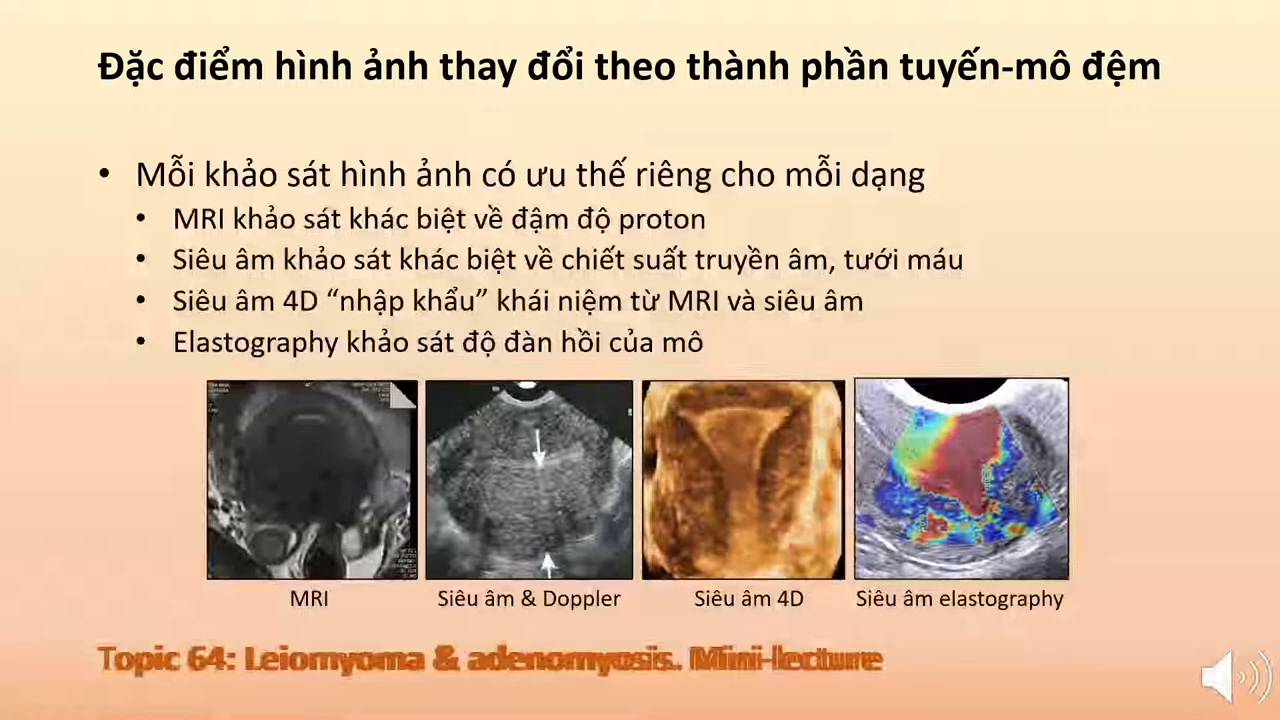 Đặc điểm hình ảnh thay đổi theo thành phần tuyến-mô đệm
• Mỗi khảo sát hình ảnh có ưu thế riêng cho mỗi dạng
• MRI khảo sát khác biệt về đậm độ proton
• Siêu âm khảo sát khác biệt về chiết suất truyền âm, tưới máu
• Siêu âm 4D “nhập khẩu” khái niệm từ MRI và siêu âm
• Elastography khảo sát độ đàn hồi của mô
MRI
Siêu âm & Doppler
Siêu âm 4D
Siêu âm elastography
Topic 64: Leiomyoma & adenomyosis. Mini-lecture